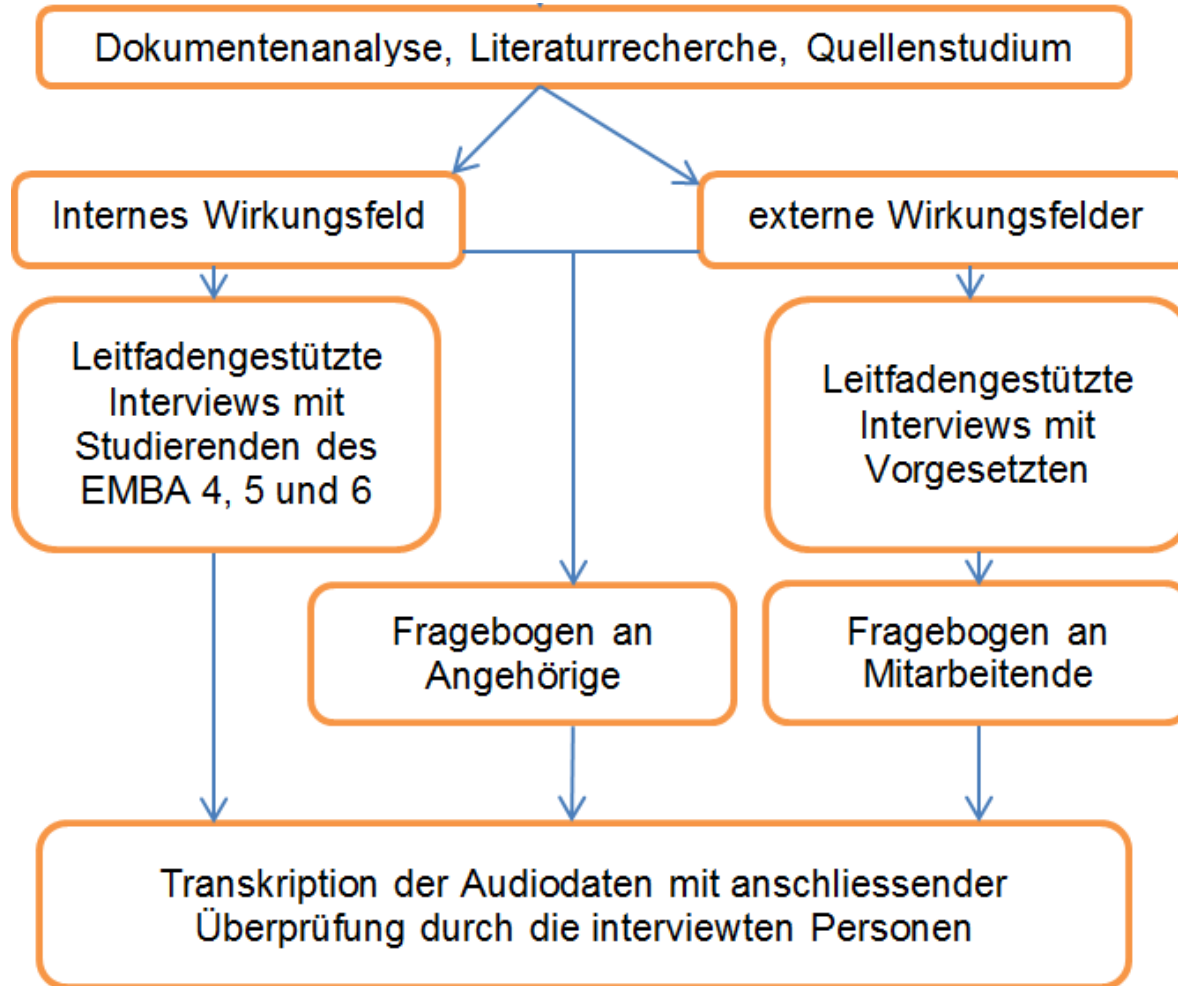 Dokumentenanalyse, Literaturrecherche, Quellenstudium
Internes Wirkungsfeld
externe Wirkungsfelder
Leitfadengestützte
Interviews mit
Studierenden des
EMBA 4, 5 und 6
Leitfadengestützte
Interviews mit
Vorgesetzten
Fragebogen an
Angehörige
Fragebogen an
Mitarbeitende
Transkription der Audiodaten mit anschliessender
Überprüfung durch die interviewten Personen